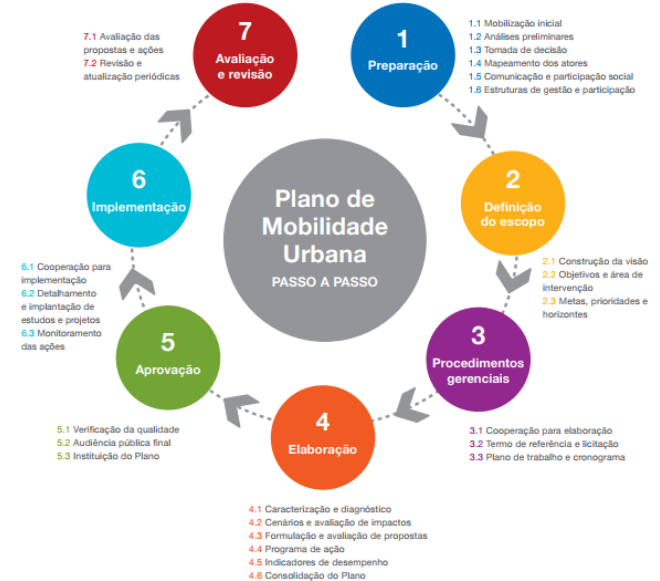 Plano de
Mobilidade
Urbana
PASSO A PASSO
1
Preparação
1.1 Mobilização inicial
1.2 Análises preliminares
1.3 Tomada de decisão
1.4 Mapeamento dos atores
1.5 Comunicação e participação social
1.6 Estruturas de gestão e participação
2
Definição
do escopo
2.1 Construção da visão
2.2 Objetivos e área de
intervenção
2.3 Metas, prioridades e
horizontes
3
Procedimentos
gerenciais
3.1 Cooperação para elaboração
3.2 Termo de referência e licitação
3.3 Plano de trabalho e cronograma
4
Elaboração
4.1 Caracterização e diagnóstico
4.2 Cenários e avaliação de impactos
4.3 Formulação e avaliação de propostas
4.4 Programa de ação
4.5 Indicadores de desempenho
4.6 Consolidação do Plano
5
Aprovação
5.1 Verificação da qualidade
5.2 Audiência pública final
5.3 Instituição do Plano
6
Implementação
6.1 Cooperação para
implementação
6.2 Detalhamento
e implantação de
estudos e projetos
6.3 Monitoramento
das ações
7
Avaliação
e revisão
7.1 Avaliação das
propostas e ações
7.2 Revisão e
atualização periódicas